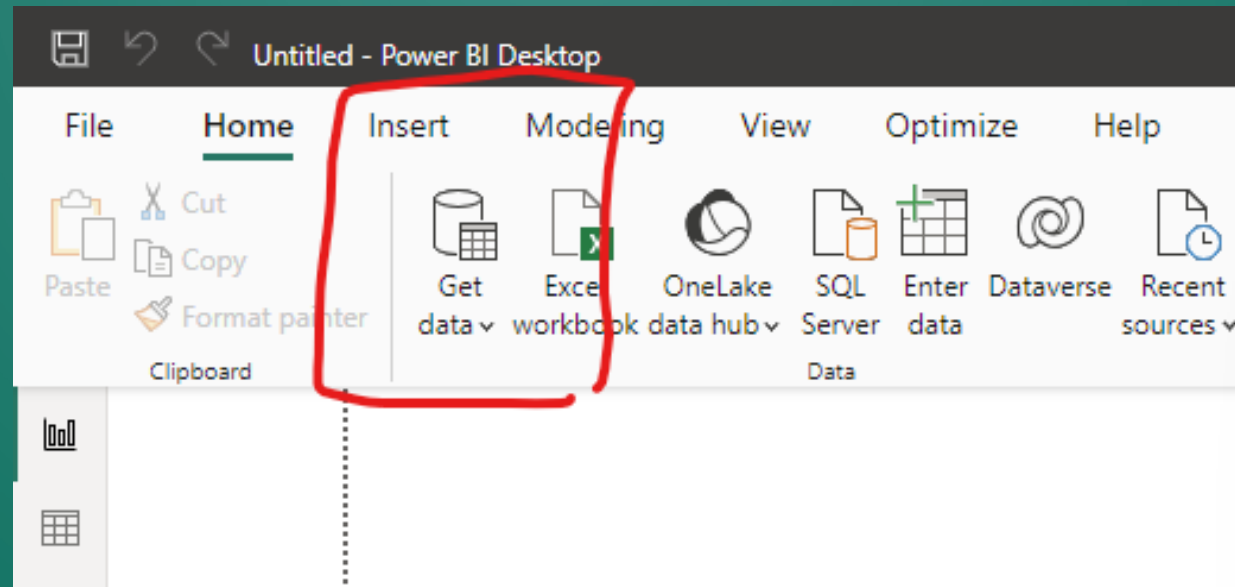 Untitled - Power BI Desktop
File Home Insert Modeling View Optimize Help
Paste
Cut
Copy
Format painter
Clipboard
Get data
Excel workbook
OneLake data hub
SQL Server
Enter data
Dataverse
Recent sources
Data